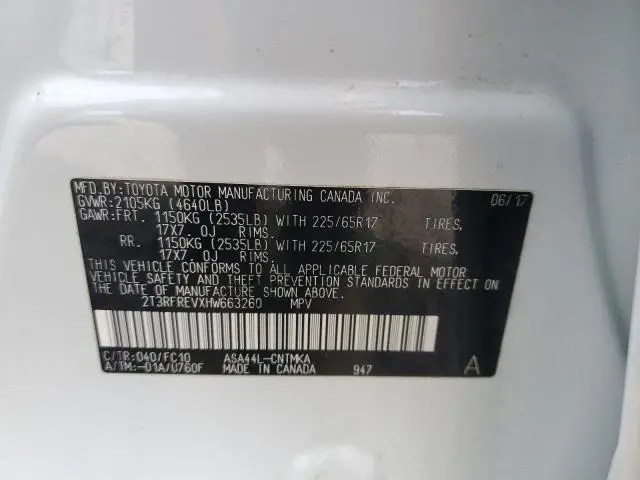 MFD.BY:TOYOTA MOTOR MANUFACTURING CANADA INC. 06/17
GVWR:2105KG (4640LB)
GAWR:FRT. 1150KG (2535LB) WITH 225/65R17 TIRES,
17X7.0J RIMS.
RR. 1150KG (2535LB) WITH 225/65R17 TIRES,
17X7.0J RIMS.
THIS VEHICLE CONFORMS TO ALL APPLICABLE FEDERAL MOTOR
VEHICLE SAFETY AND THEFT PREVENTION STANDARDS IN EFFECT
ON THE DATE OF MANUFACTURE SHOWN ABOVE.
2T3RFREVXHW663260 MPV
C/TR:040/FC10 ASA44L-CNTMKA
A/TM:-01A/U760F MADE IN CANADA 947 A